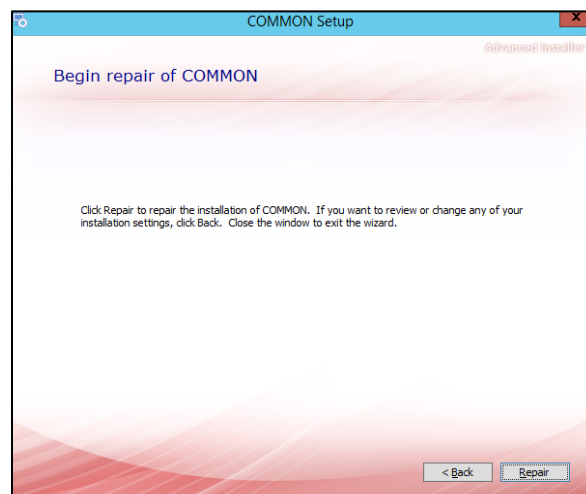 COMMON Setup
x
Advanced Installer
Begin repair of COMMON
Click Repair to repair the installation of COMMON.  If you want to review or change any of your
installation settings, click Back.  Close the window to exit the wizard.
< Back
Repair